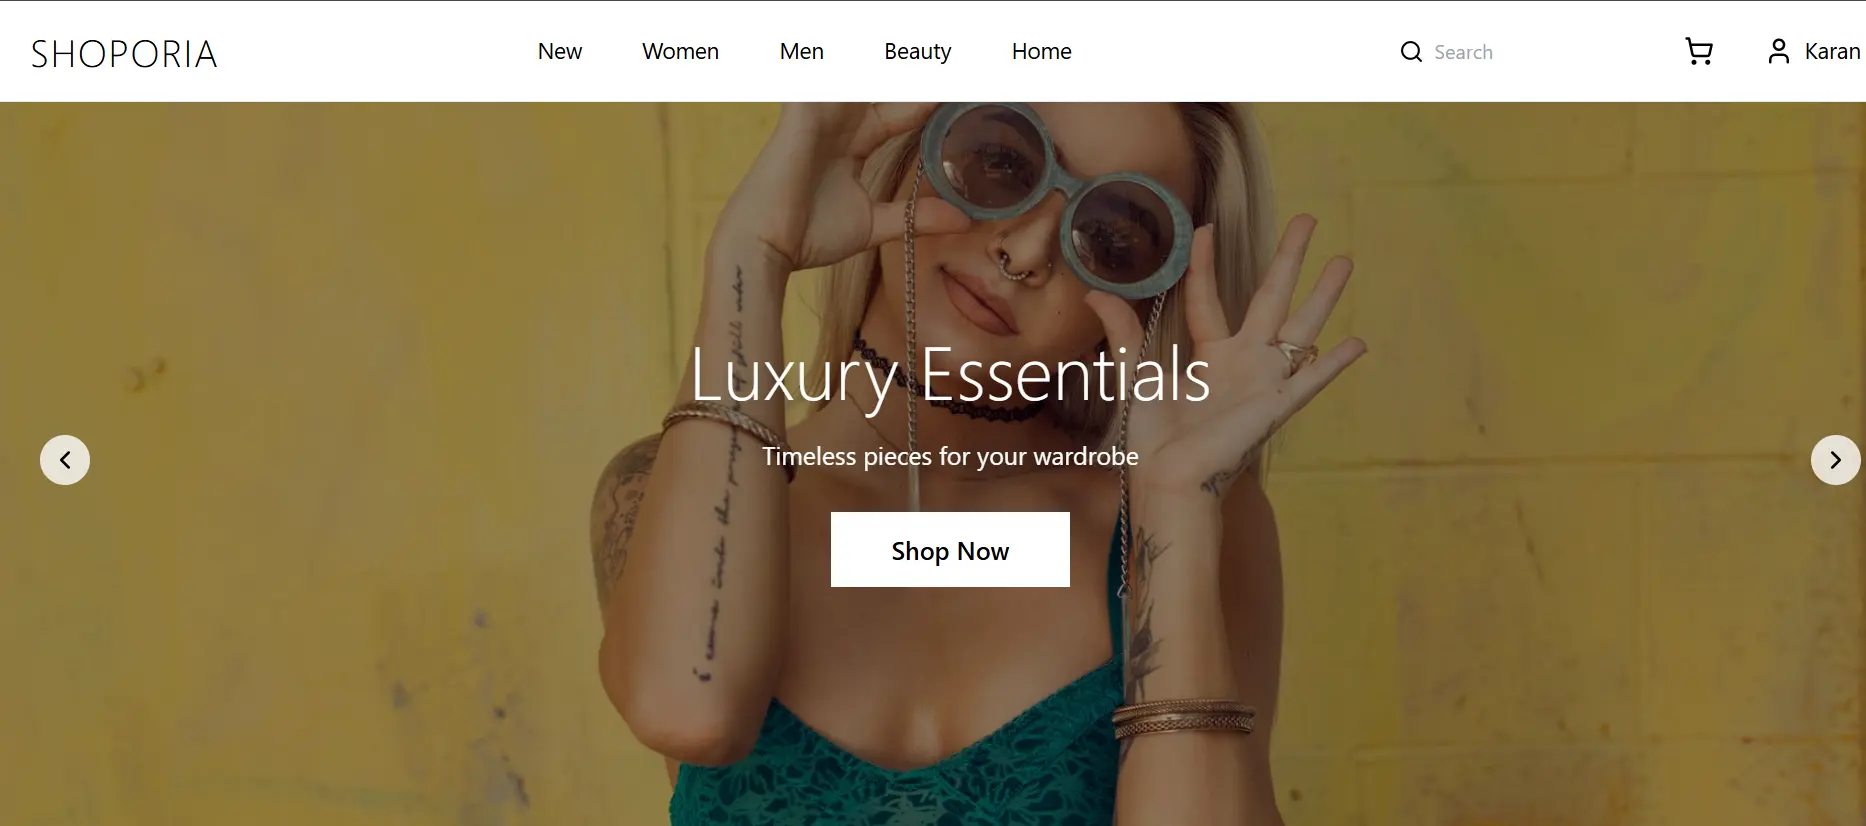 SHOPORIA New Women Men Beauty Home Search Karan
Luxury Essentials
Timeless pieces for your wardrobe
Shop Now